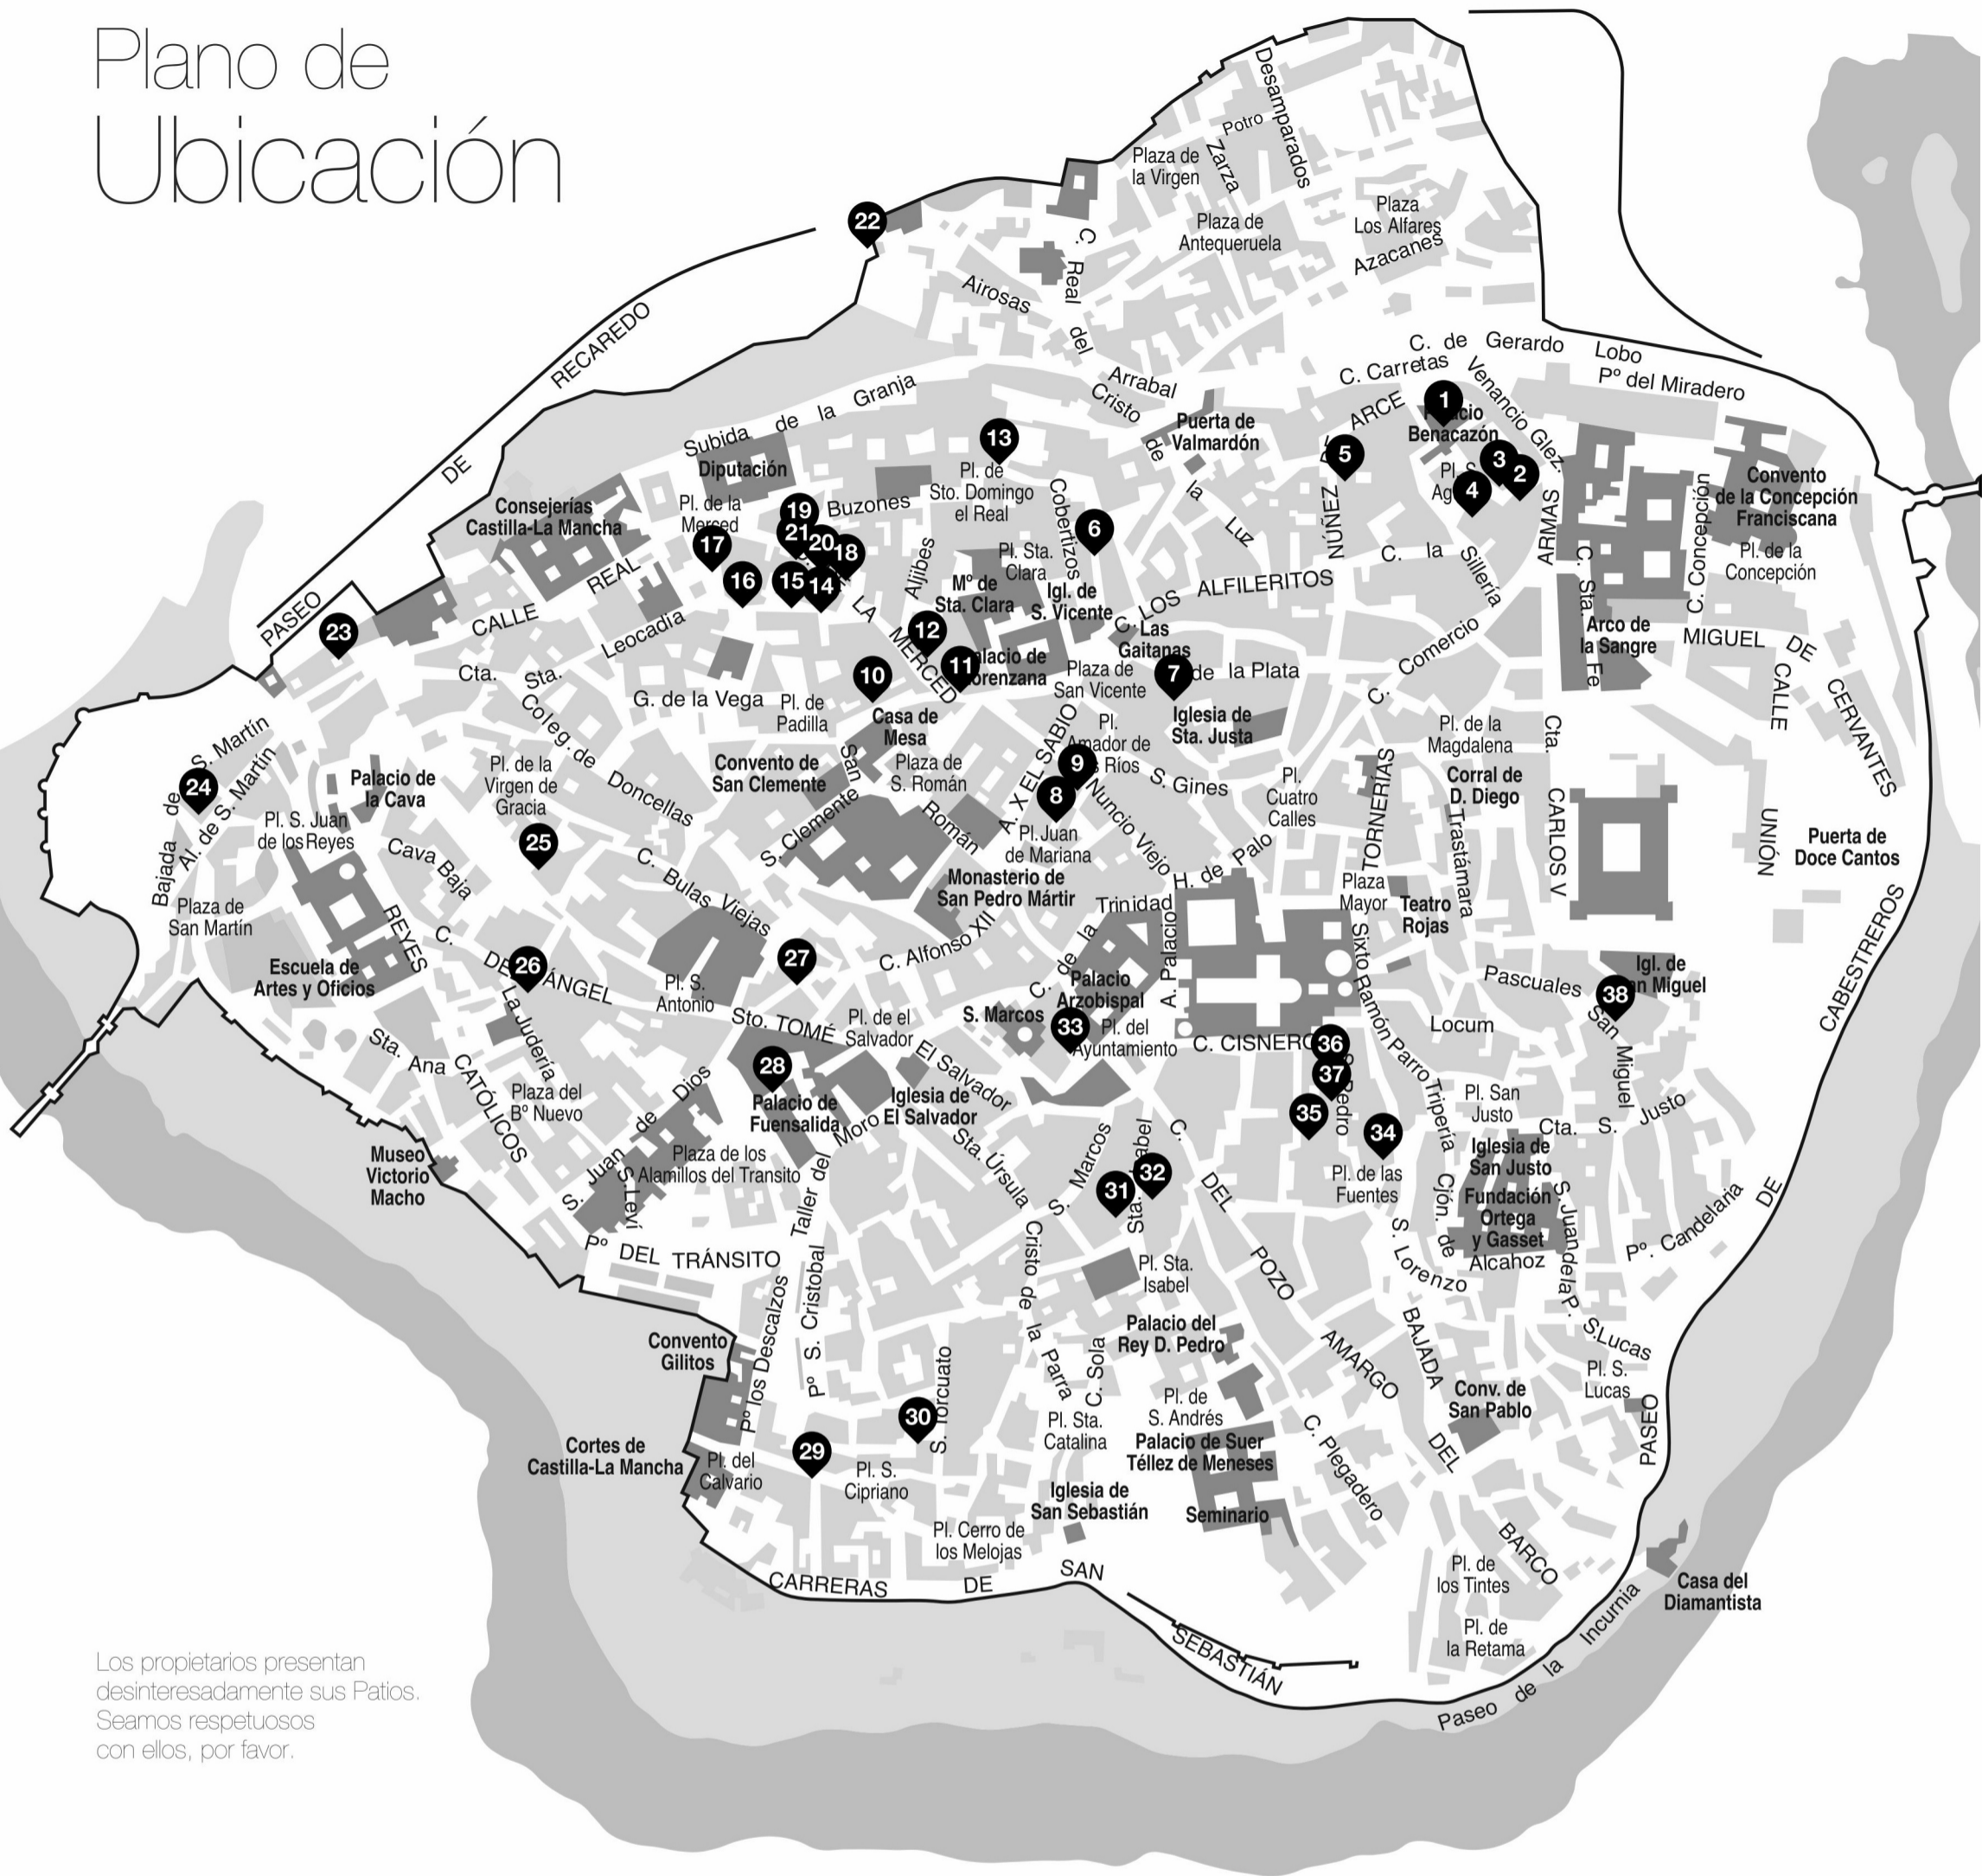 Plano de
Ubicación
Desamparados
Potro
Zarza
Plaza de
la Virgen
Plaza de
Antequeruela
Plaza
Los Alfares
Azacanes
22
C. Real del
Arrabal
Airosas
PASEO DE RECAREDO
Subida de la Granja
Diputación
Cristo de la Luz
Puerta de
Valmardón
C. de Gerardo Lobo
C. Carretas
Venancio Glez.
Pº del Miradero
ARCE
1
Benacazón
3
2
4
5
NÚÑEZ
13
Pl. de
Sto. Domingo
el Real
Cobertizos
6
Buzones
Consejerías
Castilla-La Mancha
Pl. de la
Merced
19
21
20
18
17
16
15
14
LA MERCED
Aljibes
Mº de
Sta. Clara
Pl. Sta.
Clara
Igl. de
S. Vicente
C. LOS ALFILERITOS
C. la Sillería
ARMAS
C. Sta. Fe
C. Concepción
Convento
de la Concepción
Franciscana
Pl. de la
Concepción
Arco de
la Sangre
MIGUEL DE CERVANTES
CALLE UNIÓN
CALLE REAL
23
Cta. Sta. Leocadia
12
11
10
Las
Gaitanas
7
de la Plata
C. Comercio
Plaza de
San Vicente
G. de la Vega
Pl. de
Padilla
Casa de
Mesa
Iglesia de
Sta. Justa
Pl. de la
Magdalena
Cta. CARLOS V
Coleg. de Doncellas
Convento de
San Clemente
San Román
Plaza de
S. Román
A. X EL SABIO
Pl.
Amador de
Ríos
9
8
Nuncio Viejo
S. Gines
Pl.
Cuatro
Calles
TORNERÍAS
Corral de
D. Diego
Trastámara
Bajada de S. Martín
Al. de S. Martín
24
Palacio de
la Cava
Pl. S. Juan
de los Reyes
Pl. de la
Virgen de
Gracia
25
Cava Baja
S. Clemente
C. Bulas Viejas
Pl. Juan
de Mariana
Monasterio de
San Pedro Mártir
H. de Palo
Trinidad
Plaza
Mayor
Teatro
Rojas
Puerta de
Doce Cantos
Plaza de
San Martín
REYES CATÓLICOS
Escuela de
Artes y Oficios
C. DEL ÁNGEL
26
La Judería
Pl. S.
Antonio
27
C. Alfonso XII
C. de la
Palacio
Arzobispal
A. Palacio
Sixto Ramón Parro
Pascuales
Igl. de
38
San Miguel
Locum
PASEO DE CABESTREROS
Sto. TOMÉ
Pl. de el
Salvador
S. Marcos
33
Pl. del
Ayuntamiento
C. CISNEROS
36
37
35
34
Sta. Ana
28
Palacio de
Fuensalida
El Salvador
Iglesia de
El Salvador
Plaza del
Bº Nuevo
S. Juan de Dios
Taller del Moro
Sta. Úrsula
Tripería
Pl. San
Justo
Cta. S. Justo
Iglesia de
San Justo
Museo
Victorio
Macho
Plaza de los
Alamillos del Transito
S. Leví
S. Marcos
31
32
C. DEL POZO AMARGO
Pl. de las
Fuentes
Cjón. de
Fundación
Ortega
y Gasset
Alcahoz
S. Juan de la P.
Pº. Candelaria
Pº DEL TRÁNSITO
Cristo de la Parra
Pl. Sta.
Isabel
S. Lorenzo
Convento
Gilitos
Pº los Descalzos
Pº S. Cristobal
Palacio del
Rey D. Pedro
C. Sola
BAJADA DEL BARCO
S.Lucas
Pl. S.
Lucas
30
S. Torcuato
Pl. Sta.
Catalina
Pl. de
S. Andrés
Palacio de Suer
Téllez de Meneses
Conv. de
San Pablo
Cortes de
Castilla-La Mancha
Pl. del
Calvario
29
Pl. S.
Cipriano
C. Plegadero
Iglesia de
San Sebastián
Seminario
Pl. Cerro de
los Melojas
CARRERAS DE SAN SEBASTIÁN
Pl. de
los Tintes
Pl. de
la Retama
Casa del
Diamantista
Paseo de la Incurnia
Los propietarios presentan
desinteresadamente sus Patios.
Seamos respetuosos
con ellos, por favor.